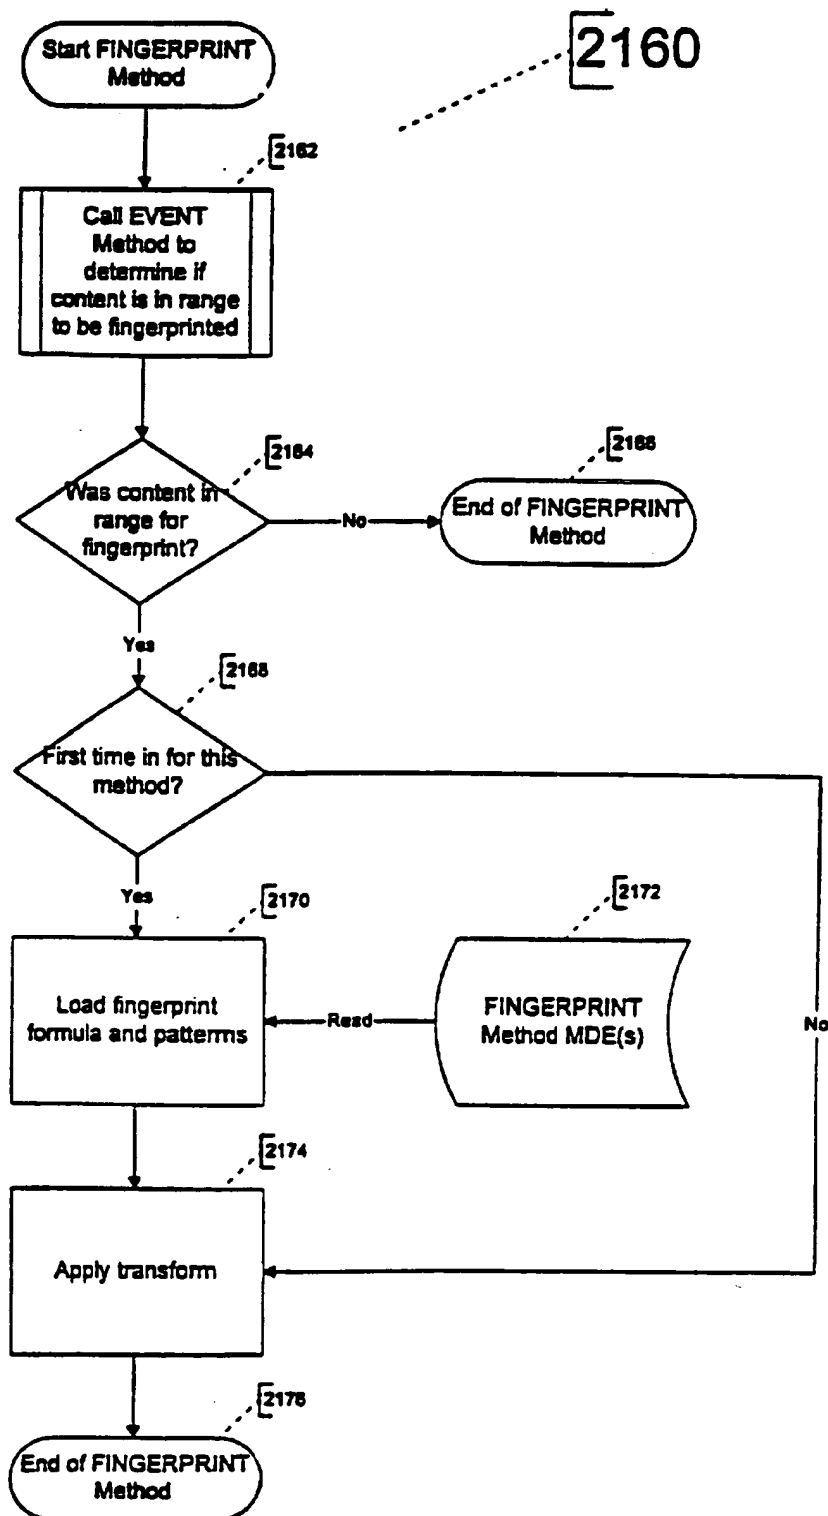 Start FINGERPRINT
Method
2160
2162
Call EVENT
Method to
determine if
content is in range
to be fingerprinted
2164
Was content in
range for
fingerprint?
No
2166
End of FINGERPRINT
Method
Yes
2168
First time in for this
method?
Yes
2170
Load fingerprint
formula and patterns
Read
2172
FINGERPRINT
Method MDE(s)
No
2174
Apply transform
2176
End of FINGERPRINT
Method